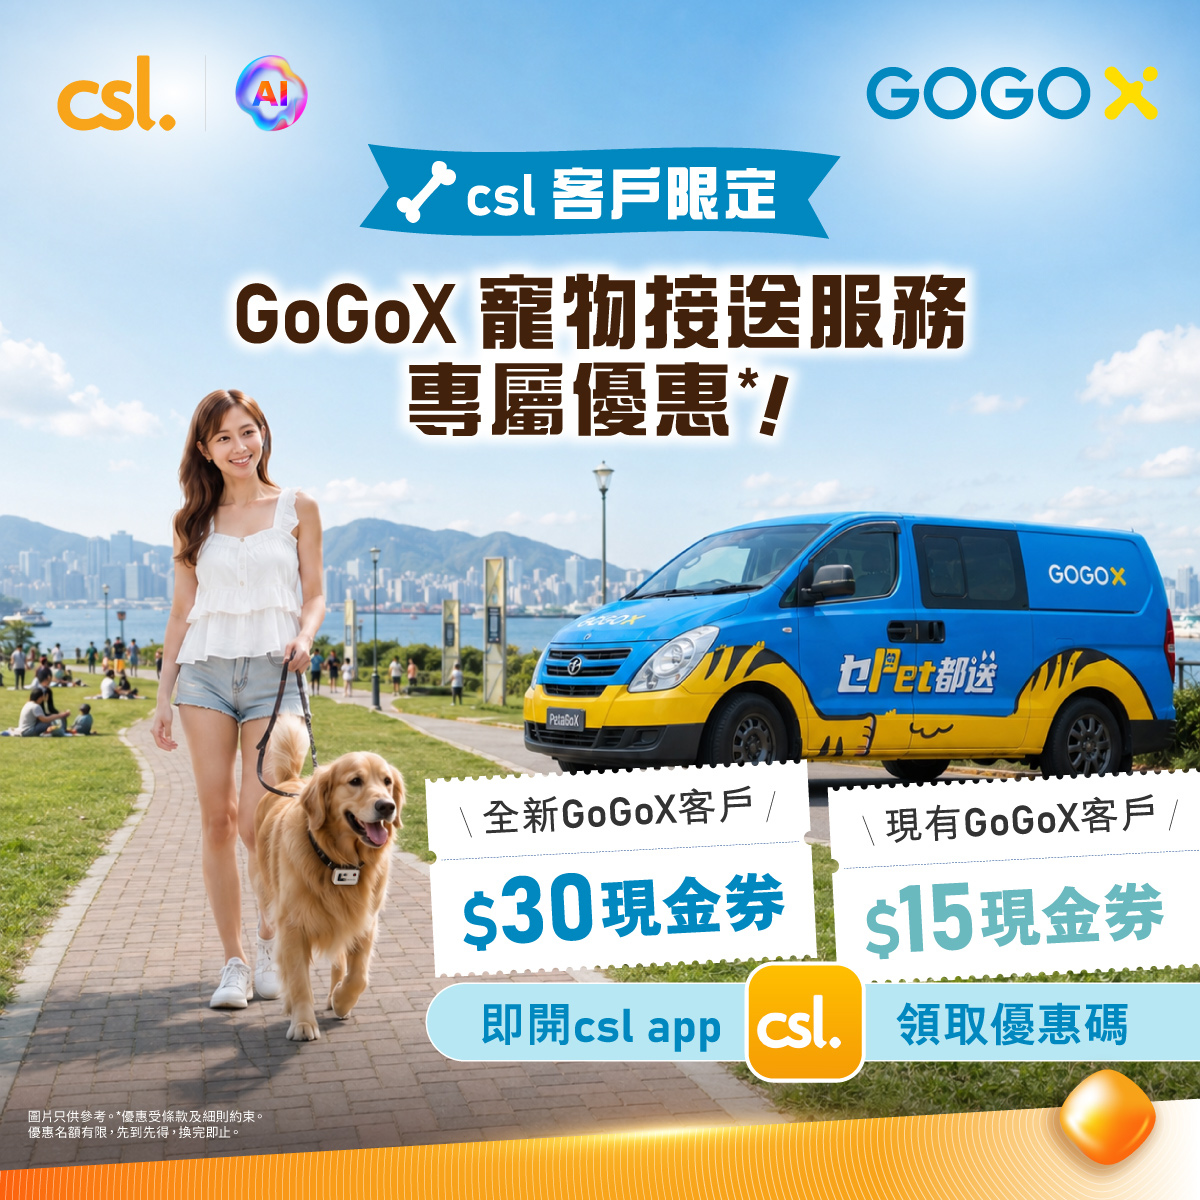 csl.
AI
GOGOX
csl 客戶限定
GoGoX 寵物接送服務
專屬優惠*!
GOGOX
GOGOX
乜Pet都送
PetaGoX
\ 全新GoGoX客戶 /
$30現金券
\ 現有GoGoX客戶 /
$15現金券
即開csl app csl. 領取優惠碼
圖片只供參考。*優惠受條款及細則約束。
優惠名額有限，先到先得，換完即止。